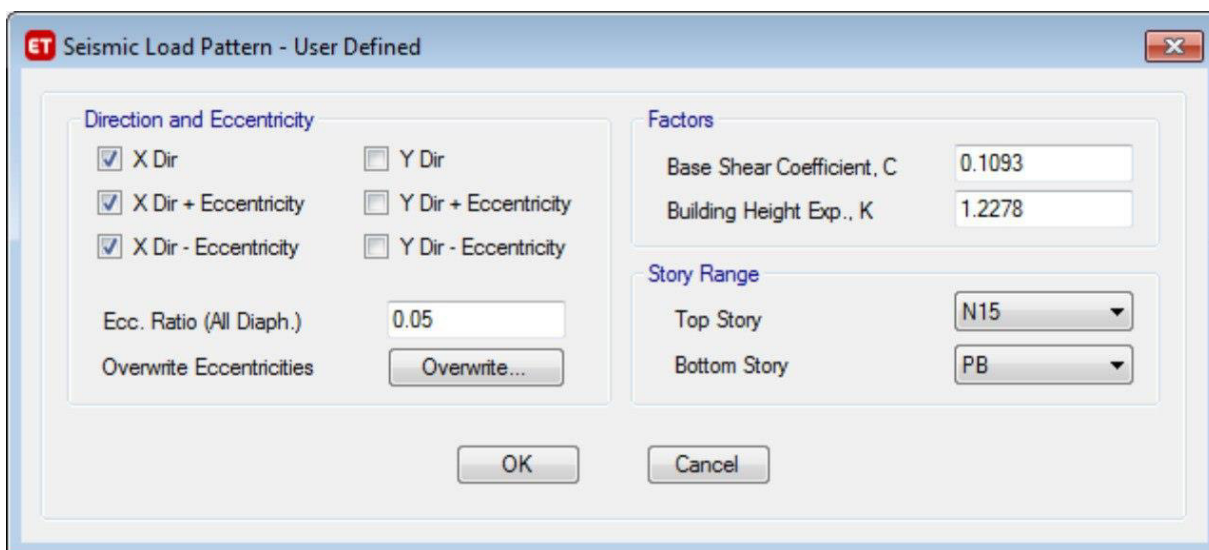 ET Seismic Load Pattern - User Defined
Direction and Eccentricity
X Dir
Y Dir
X Dir + Eccentricity
Y Dir + Eccentricity
X Dir - Eccentricity
Y Dir - Eccentricity
Ecc. Ratio (All Diaph.) 0.05
Overwrite Eccentricities Overwrite...
Factors
Base Shear Coefficient, C 0.1093
Building Height Exp., K 1.2278
Story Range
Top Story N15
Bottom Story PB
OK
Cancel